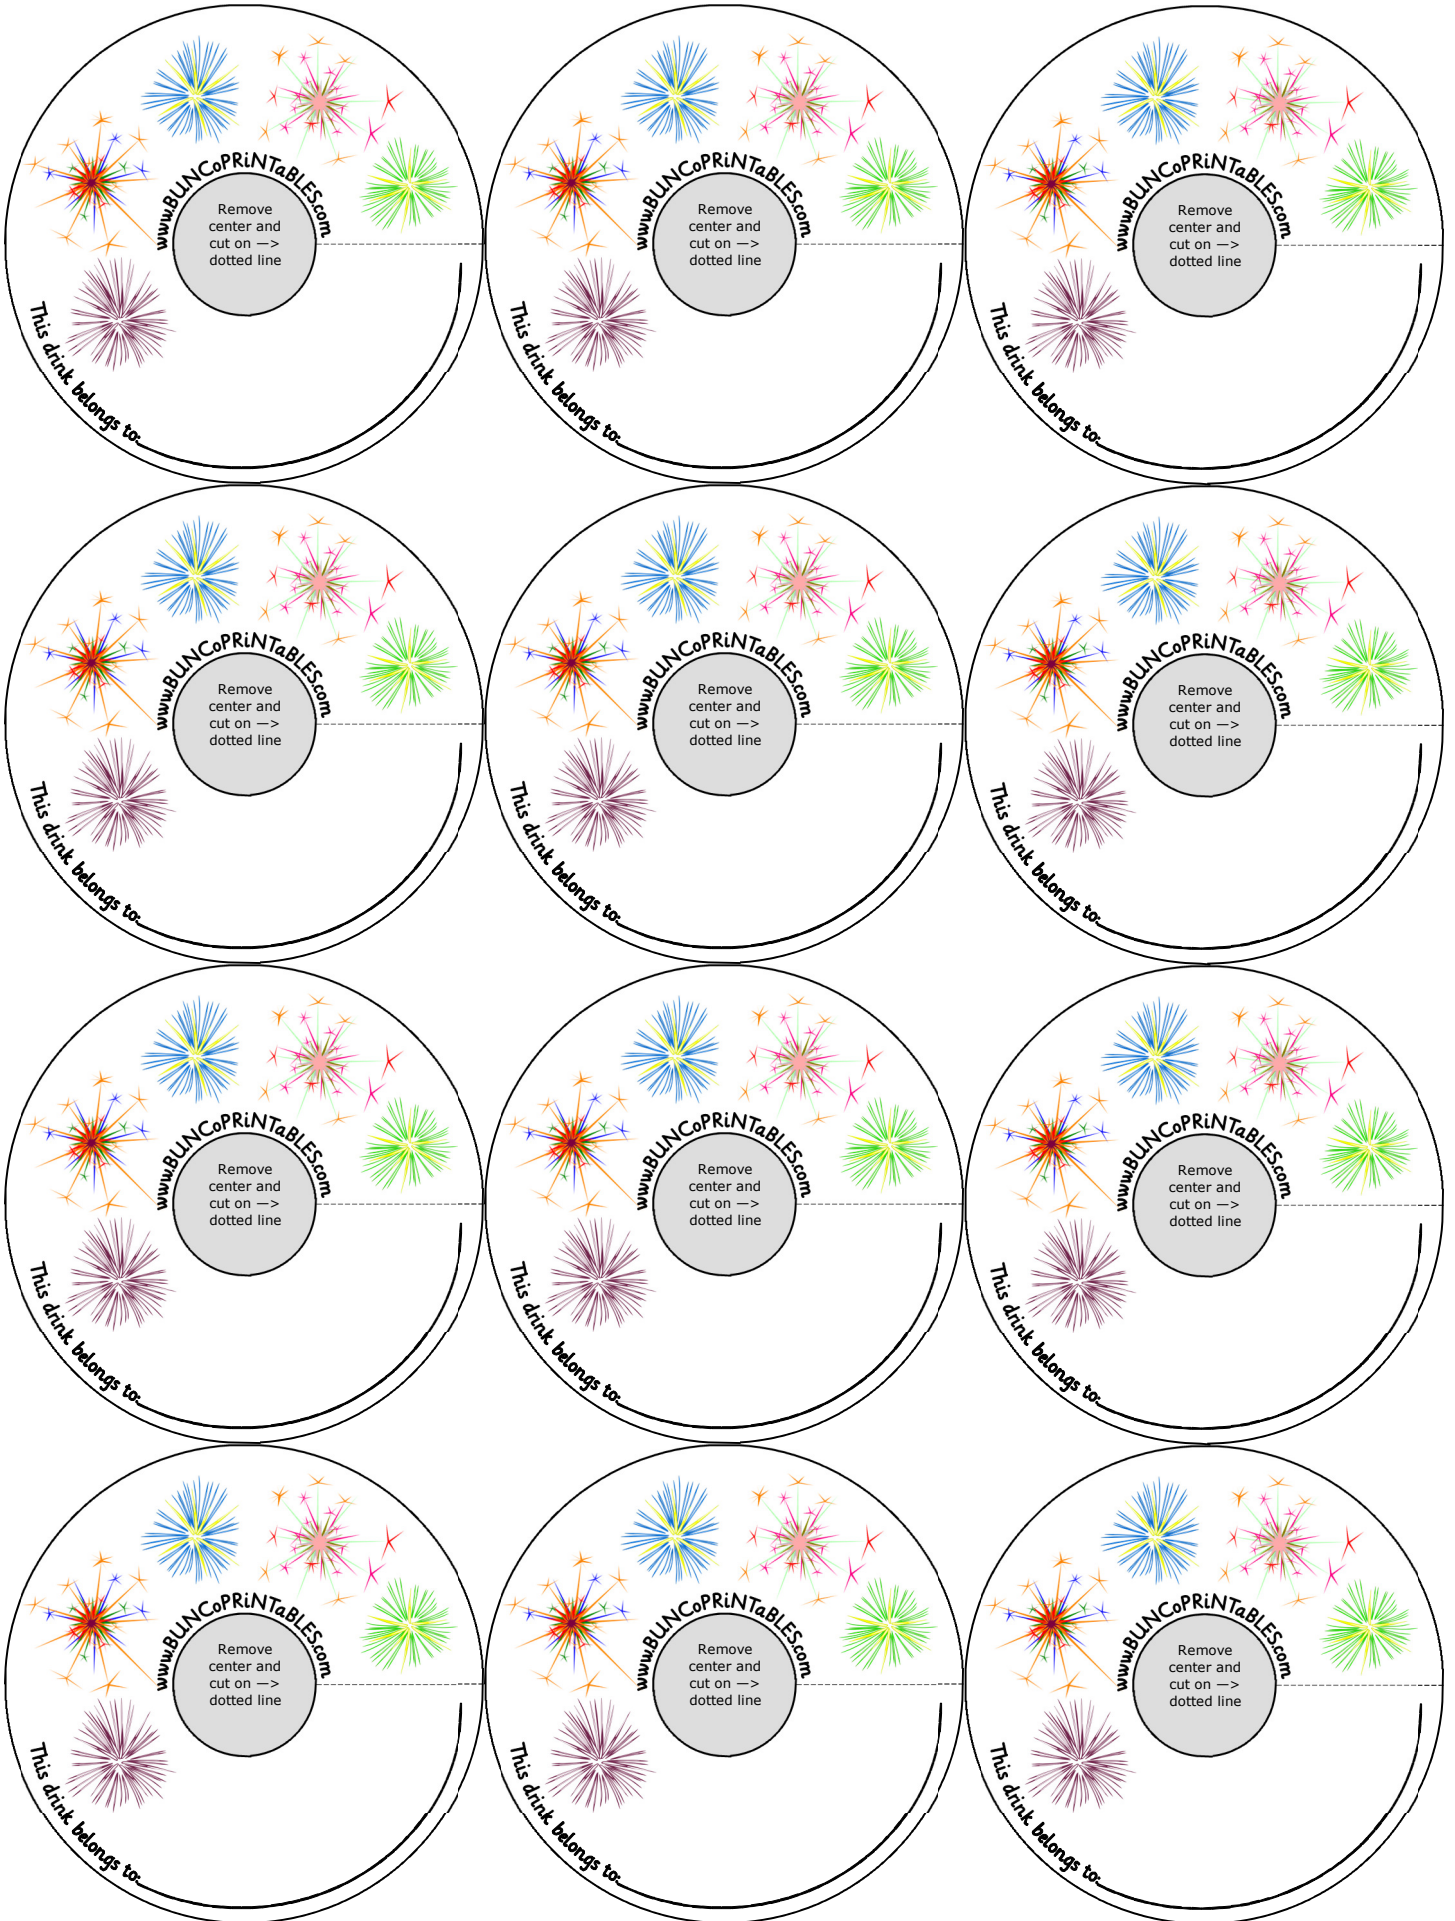 www.BUNCoPRiNTaBLES.com
Remove
center and
cut on —>
dotted line
This drink belongs to:
www.BUNCoPRiNTaBLES.com
Remove
center and
cut on —>
dotted line
This drink belongs to:
www.BUNCoPRiNTaBLES.com
Remove
center and
cut on —>
dotted line
This drink belongs to:
www.BUNCoPRiNTaBLES.com
Remove
center and
cut on —>
dotted line
This drink belongs to:
www.BUNCoPRiNTaBLES.com
Remove
center and
cut on —>
dotted line
This drink belongs to:
www.BUNCoPRiNTaBLES.com
Remove
center and
cut on —>
dotted line
This drink belongs to:
www.BUNCoPRiNTaBLES.com
Remove
center and
cut on —>
dotted line
This drink belongs to:
www.BUNCoPRiNTaBLES.com
Remove
center and
cut on —>
dotted line
This drink belongs to:
www.BUNCoPRiNTaBLES.com
Remove
center and
cut on —>
dotted line
This drink belongs to:
www.BUNCoPRiNTaBLES.com
Remove
center and
cut on —>
dotted line
This drink belongs to:
www.BUNCoPRiNTaBLES.com
Remove
center and
cut on —>
dotted line
This drink belongs to:
www.BUNCoPRiNTaBLES.com
Remove
center and
cut on —>
dotted line
This drink belongs to: